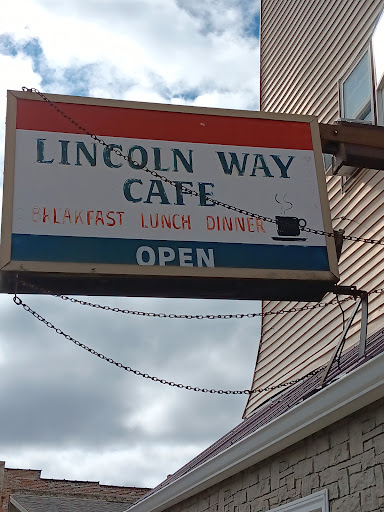 LINCOLN WAY
CAFE
BREAKFAST LUNCH DINNER
OPEN